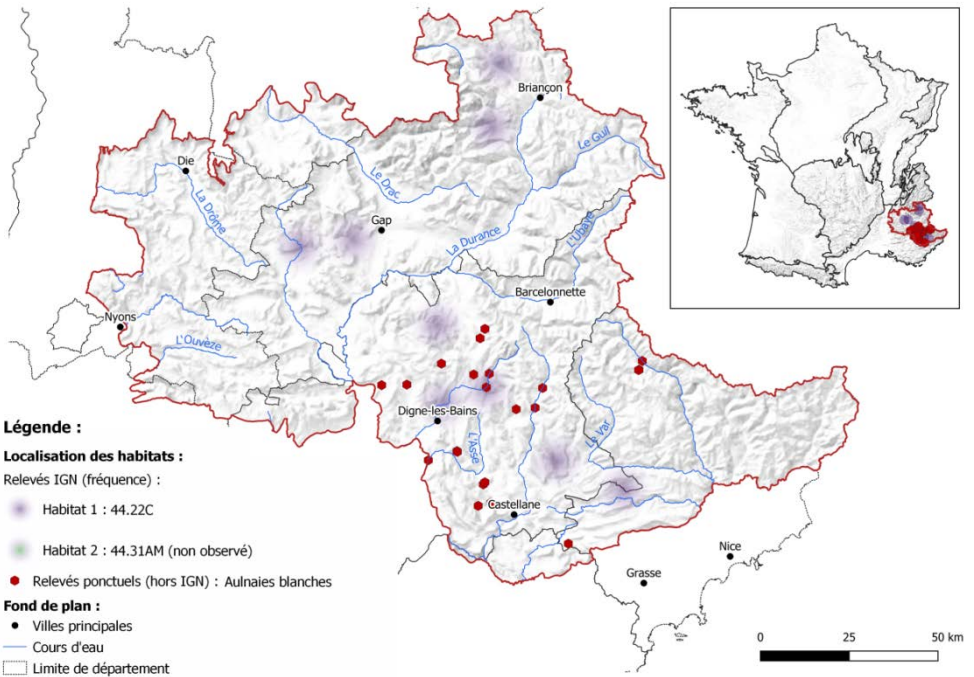 Briançon
Le Guil
Die
La Drôme
Le Drac
Gap
La Durance
L'Ubaye
Barcelonnette
Nyons
L'Ouvèze
Digne-les-Bains
L'Asse
Le Var
Castellane
Nice
Grasse
Légende :
Localisation des habitats :
Relevés IGN (fréquence) :
Habitat 1 : 44.22C
Habitat 2 : 44.31AM (non observé)
Relevés ponctuels (hors IGN) : Aulnaies blanches
Fond de plan :
Villes principales
Cours d'eau
Limite de département
0 25 50 km